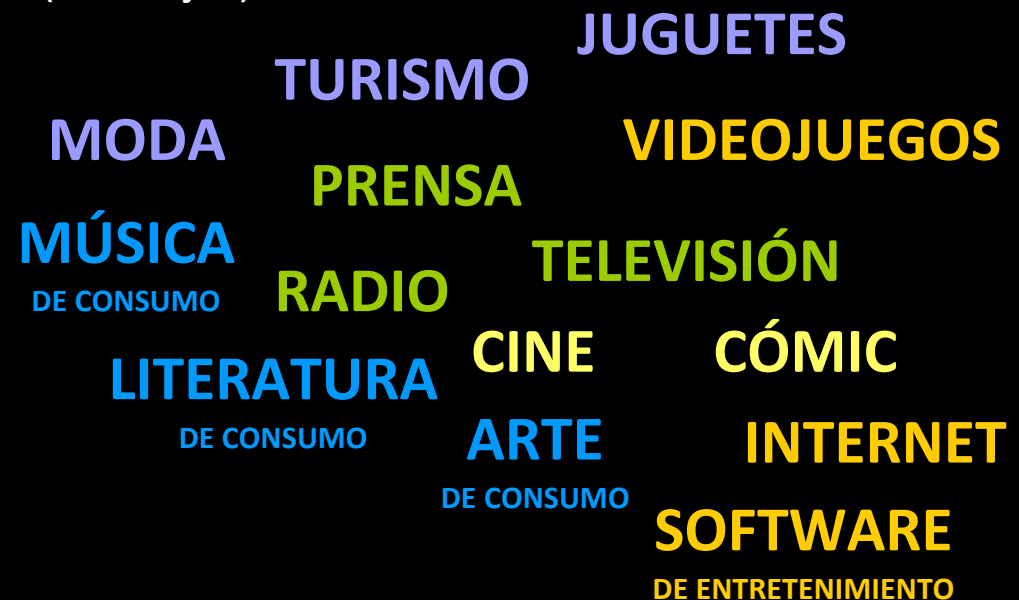 JUGUETES
TURISMO
MODA
VIDEOJUEGOS
PRENSA
MÚSICA
DE CONSUMO
TELEVISIÓN
RADIO
CINE
CÓMIC
LITERATURA
DE CONSUMO
ARTE
DE CONSUMO
INTERNET
SOFTWARE
DE ENTRETENIMIENTO